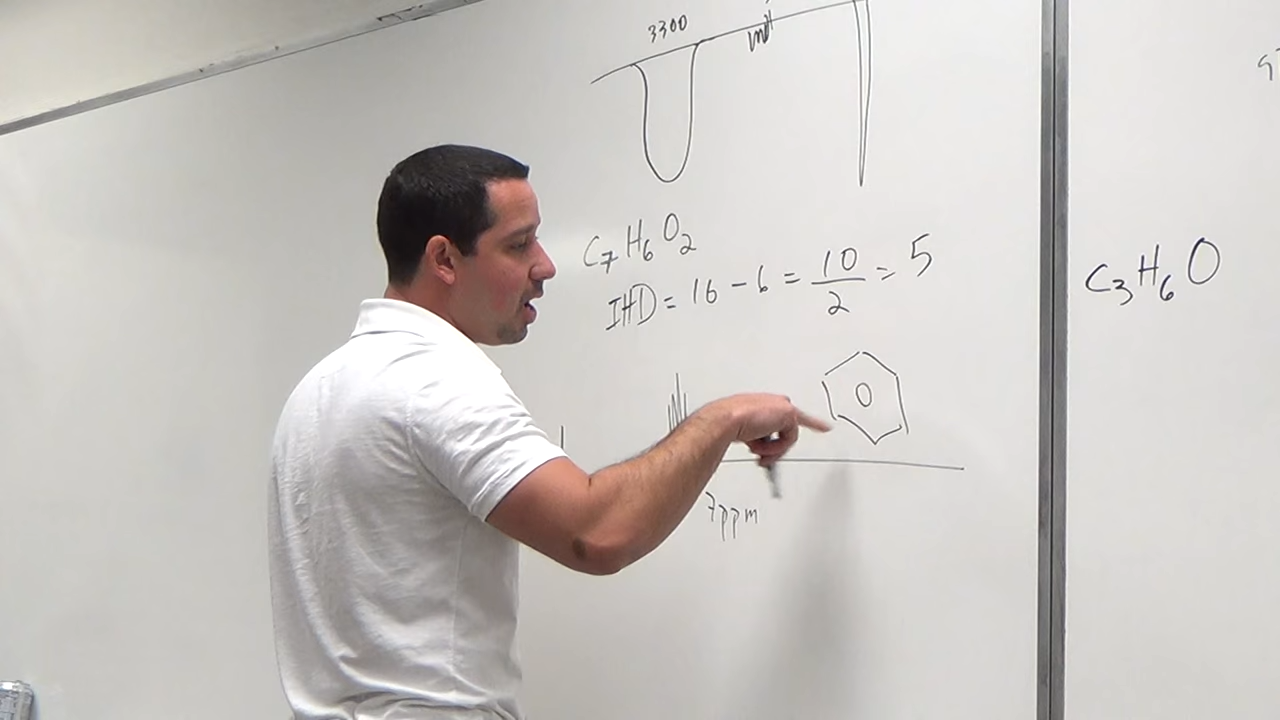 3300
C7H6O2
IHD = 16 - 6 = 10/2 = 5
C3H6O
7ppm